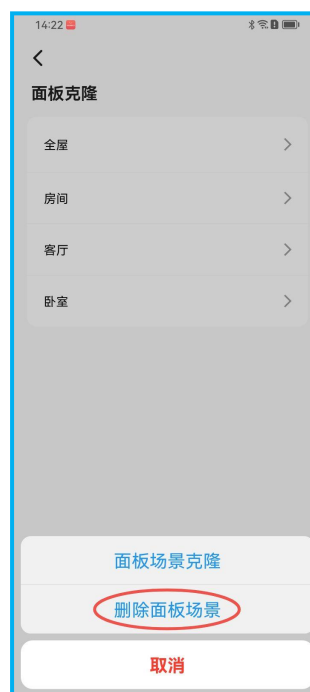 14:22
面板克隆
全屋
房间
客厅
卧室
面板场景克隆
删除面板场景
取消